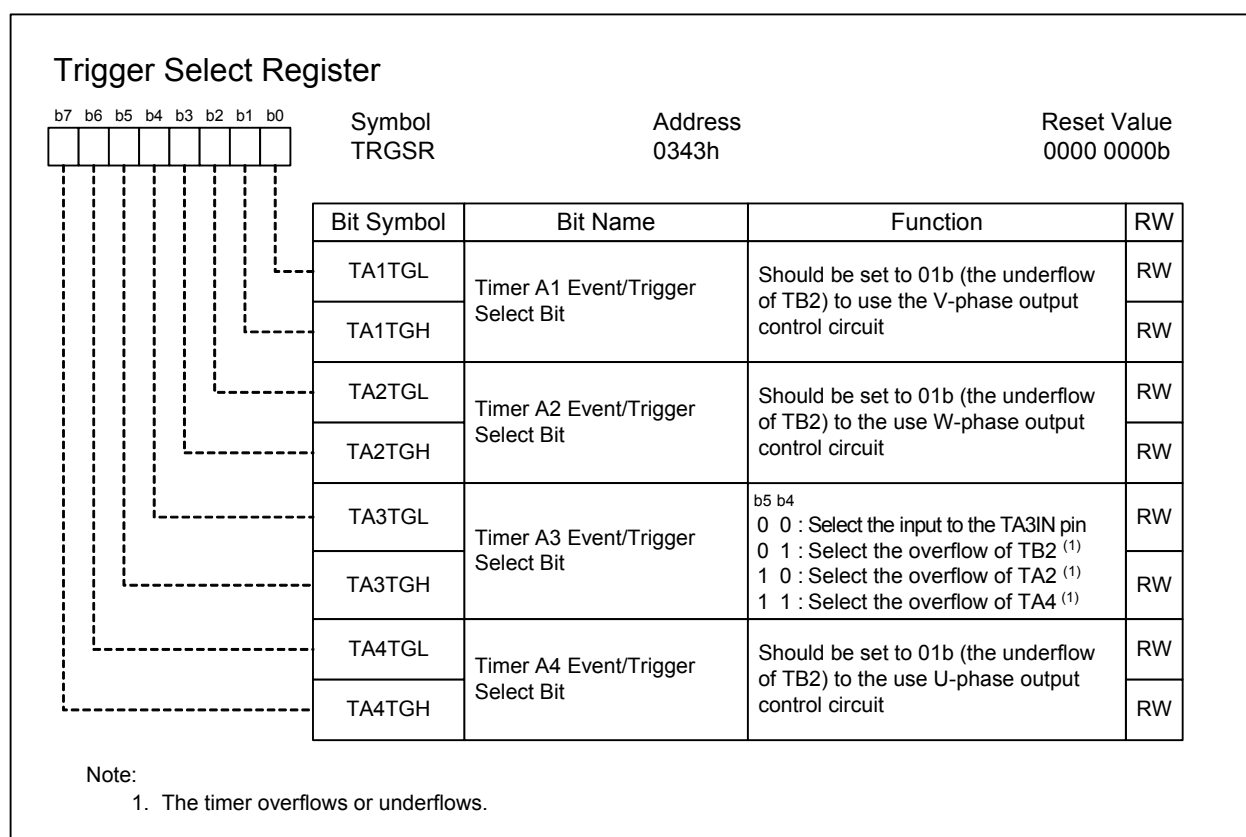 Trigger Select Register
b7 b6 b5 b4 b3 b2 b1 b0
Symbol Address Reset Value
TRGSR 0343h 0000 0000b
Bit Symbol Bit Name Function RW
TA1TGL RW
Timer A1 Event/Trigger
Select Bit
Should be set to 01b (the underflow
of TB2) to use the V-phase output
control circuit
TA1TGH RW
TA2TGL RW
Timer A2 Event/Trigger
Select Bit
Should be set to 01b (the underflow
of TB2) to the use W-phase output
control circuit
TA2TGH RW
TA3TGL RW
Timer A3 Event/Trigger
Select Bit
b5 b4
0 0 : Select the input to the TA3IN pin
0 1 : Select the overflow of TB2 (1)
1 0 : Select the overflow of TA2 (1)
1 1 : Select the overflow of TA4 (1)
TA3TGH RW
TA4TGL RW
Timer A4 Event/Trigger
Select Bit
Should be set to 01b (the underflow
of TB2) to the use U-phase output
control circuit
TA4TGH RW
Note:
1. The timer overflows or underflows.